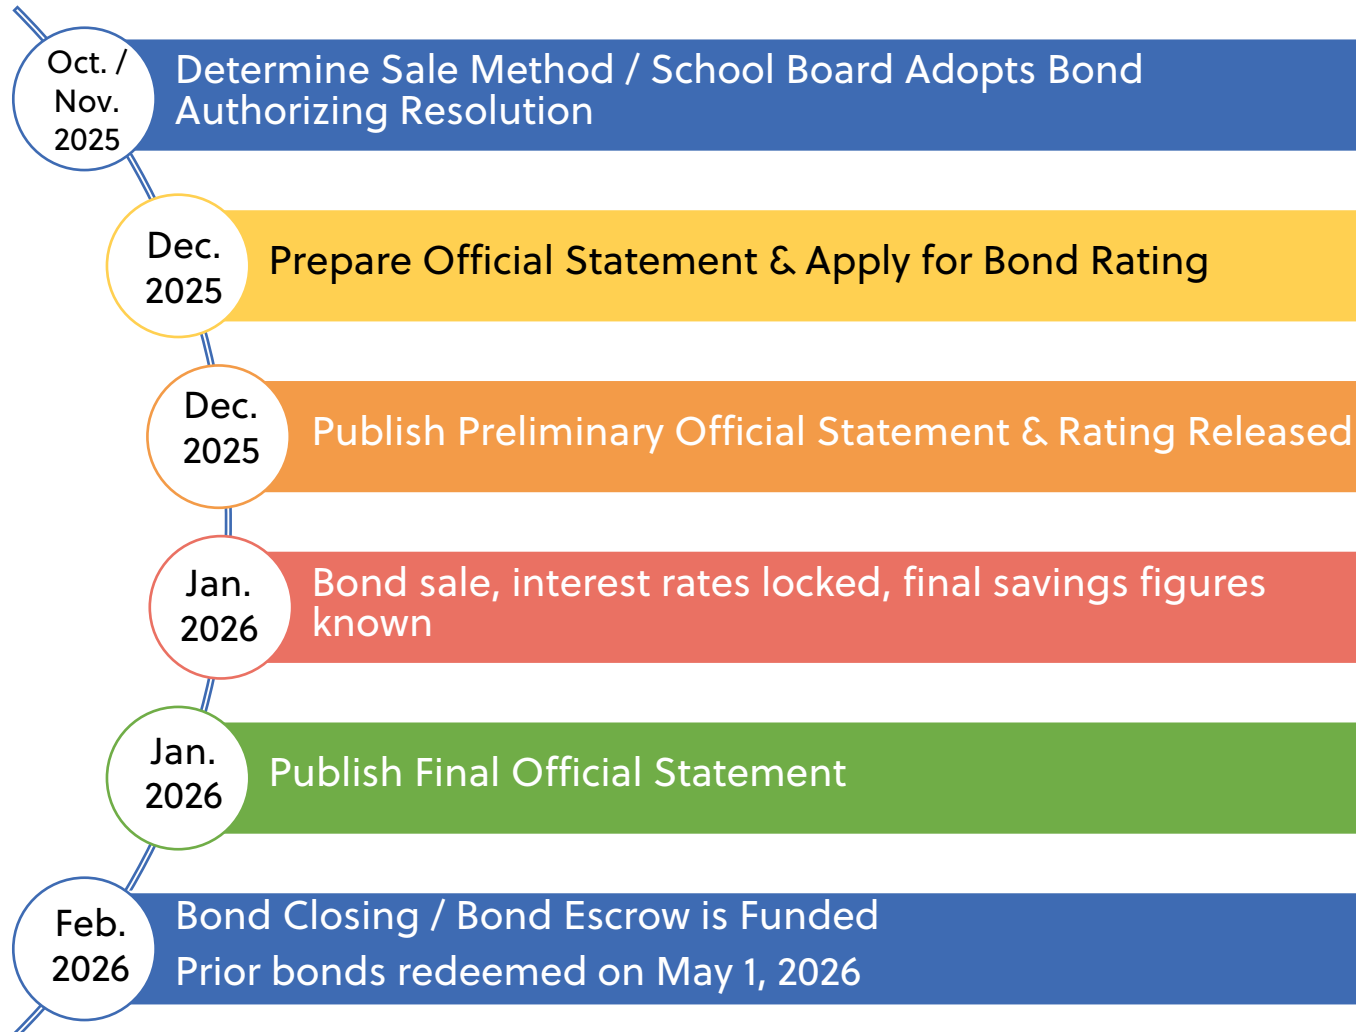 Oct. /
Nov.
2025
Determine Sale Method / School Board Adopts Bond
Authorizing Resolution
Dec.
2025
Prepare Official Statement & Apply for Bond Rating
Dec.
2025
Publish Preliminary Official Statement & Rating Released
Jan.
2026
Bond sale, interest rates locked, final savings figures
known
Jan.
2026
Publish Final Official Statement
Feb.
2026
Bond Closing / Bond Escrow is Funded
Prior bonds redeemed on May 1, 2026